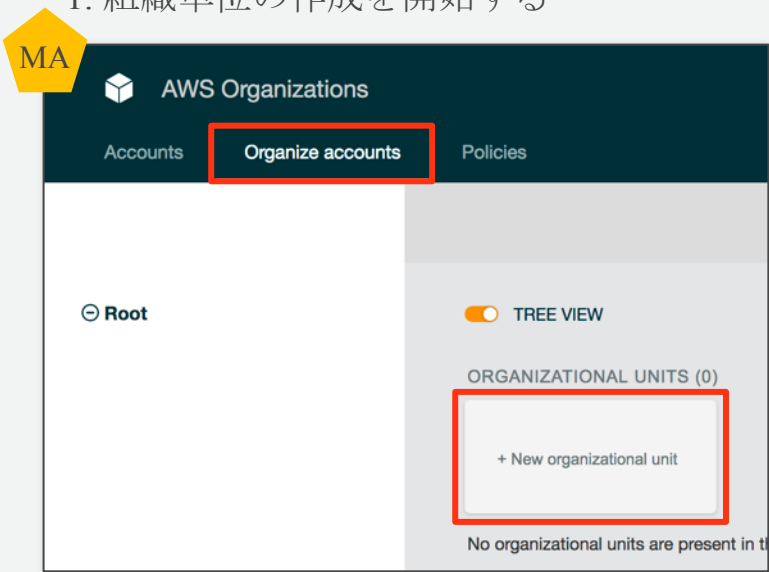 1. 組織単位の作成を開始する
MA
AWS Organizations
Accounts
Organize accounts
Policies
Root
TREE VIEW
ORGANIZATIONAL UNITS (0)
+ New organizational unit
No organizational units are present in